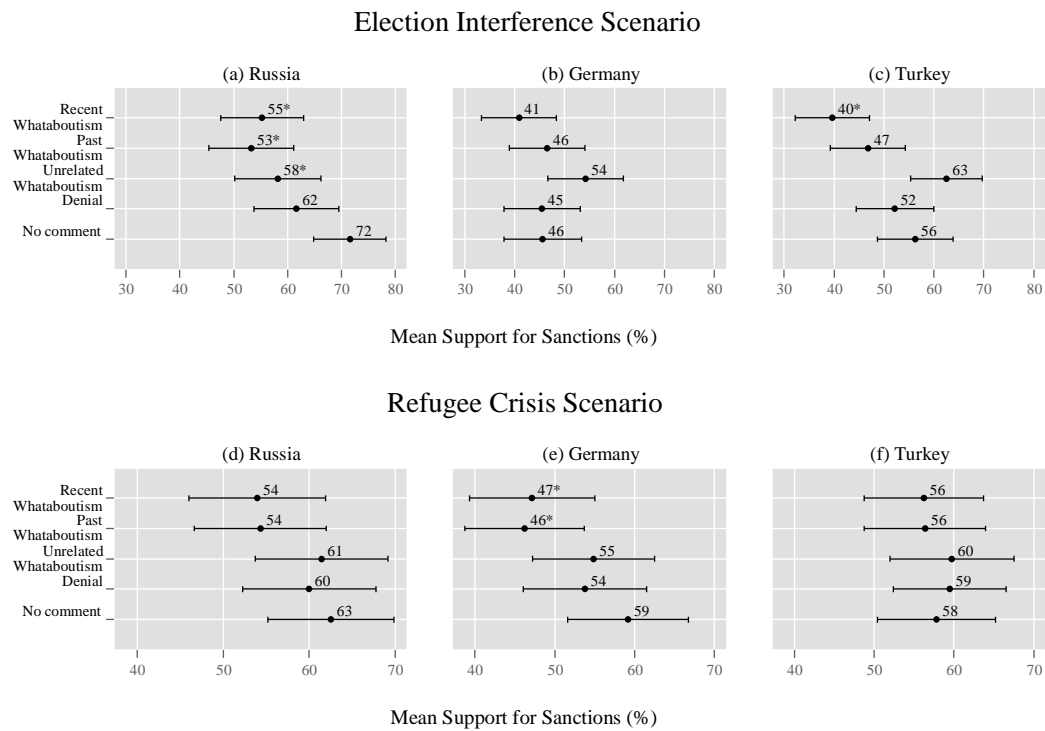 Election Interference Scenario
(a) Russia
(b) Germany
(c) Turkey
Recent
Whataboutism
Past
Whataboutism
Unrelated
Whataboutism
Denial
No comment
55*
53*
58*
62
72
41
46
54
45
46
40*
47
63
52
56
30 40 50 60 70 80
30 40 50 60 70 80
30 40 50 60 70 80
Mean Support for Sanctions (%)
Refugee Crisis Scenario
(d) Russia
(e) Germany
(f) Turkey
Recent
Whataboutism
Past
Whataboutism
Unrelated
Whataboutism
Denial
No comment
54
54
61
60
63
47*
46*
55
54
59
56
56
60
59
58
40 50 60 70
40 50 60 70
40 50 60 70
Mean Support for Sanctions (%)